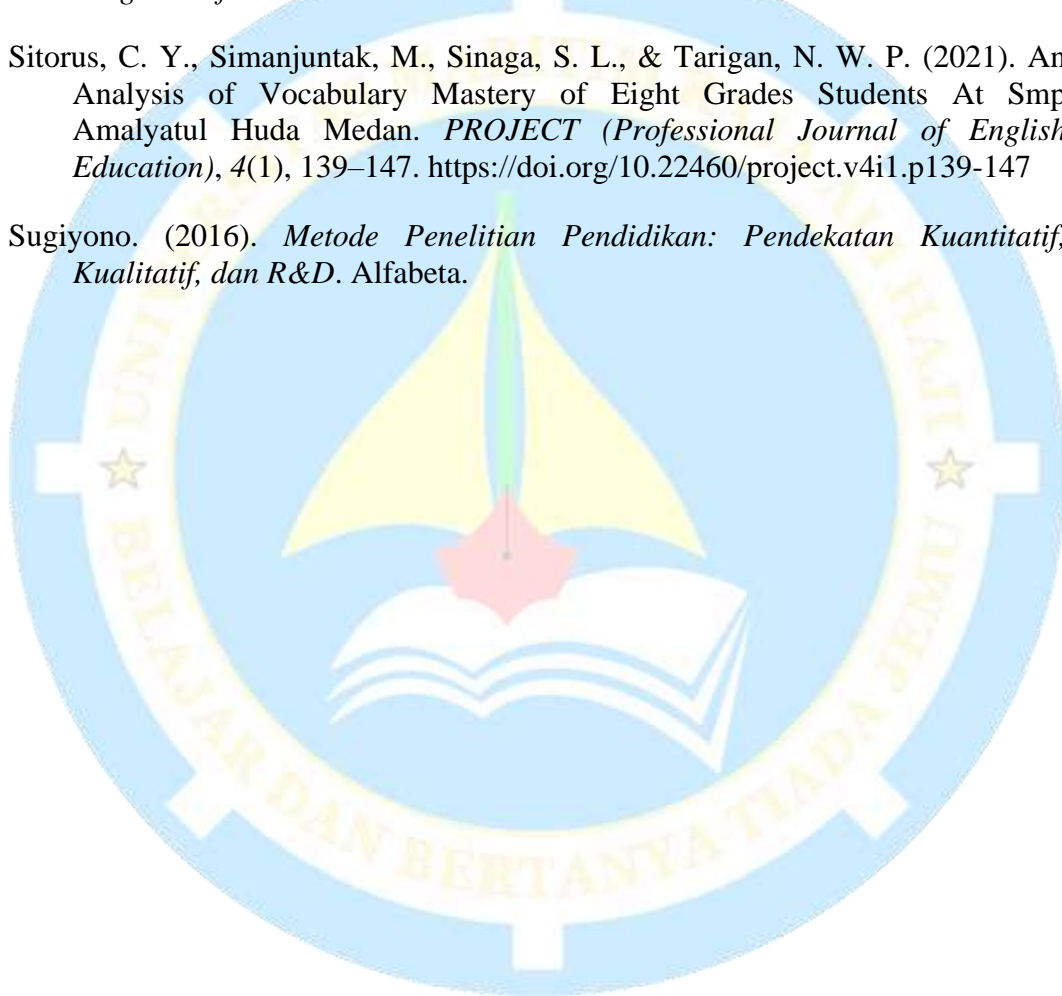 Sitorus, C. Y., Simanjuntak, M., Sinaga, S. L., & Tarigan, N. W. P. (2021). An
Analysis of Vocabulary Mastery of Eight Grades Students At Smp
Amalyatul Huda Medan. PROJECT (Professional Journal of English
Education), 4(1), 139–147. https://doi.org/10.22460/project.v4i1.p139-147
Sugiyono. (2016). Metode Penelitian Pendidikan: Pendekatan Kuantitatif,
Kualitatif, dan R&D. Alfabeta.
HAJI
BELAJAR DAN BERTANYA TIADA JEMU